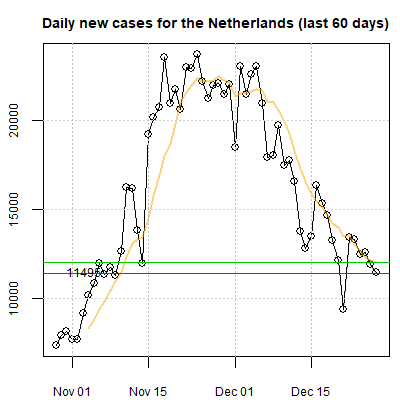 Daily new cases for the Netherlands (last 60 days)
20000
15000
10000
Nov 01
Nov 15
Dec 01
Dec 15